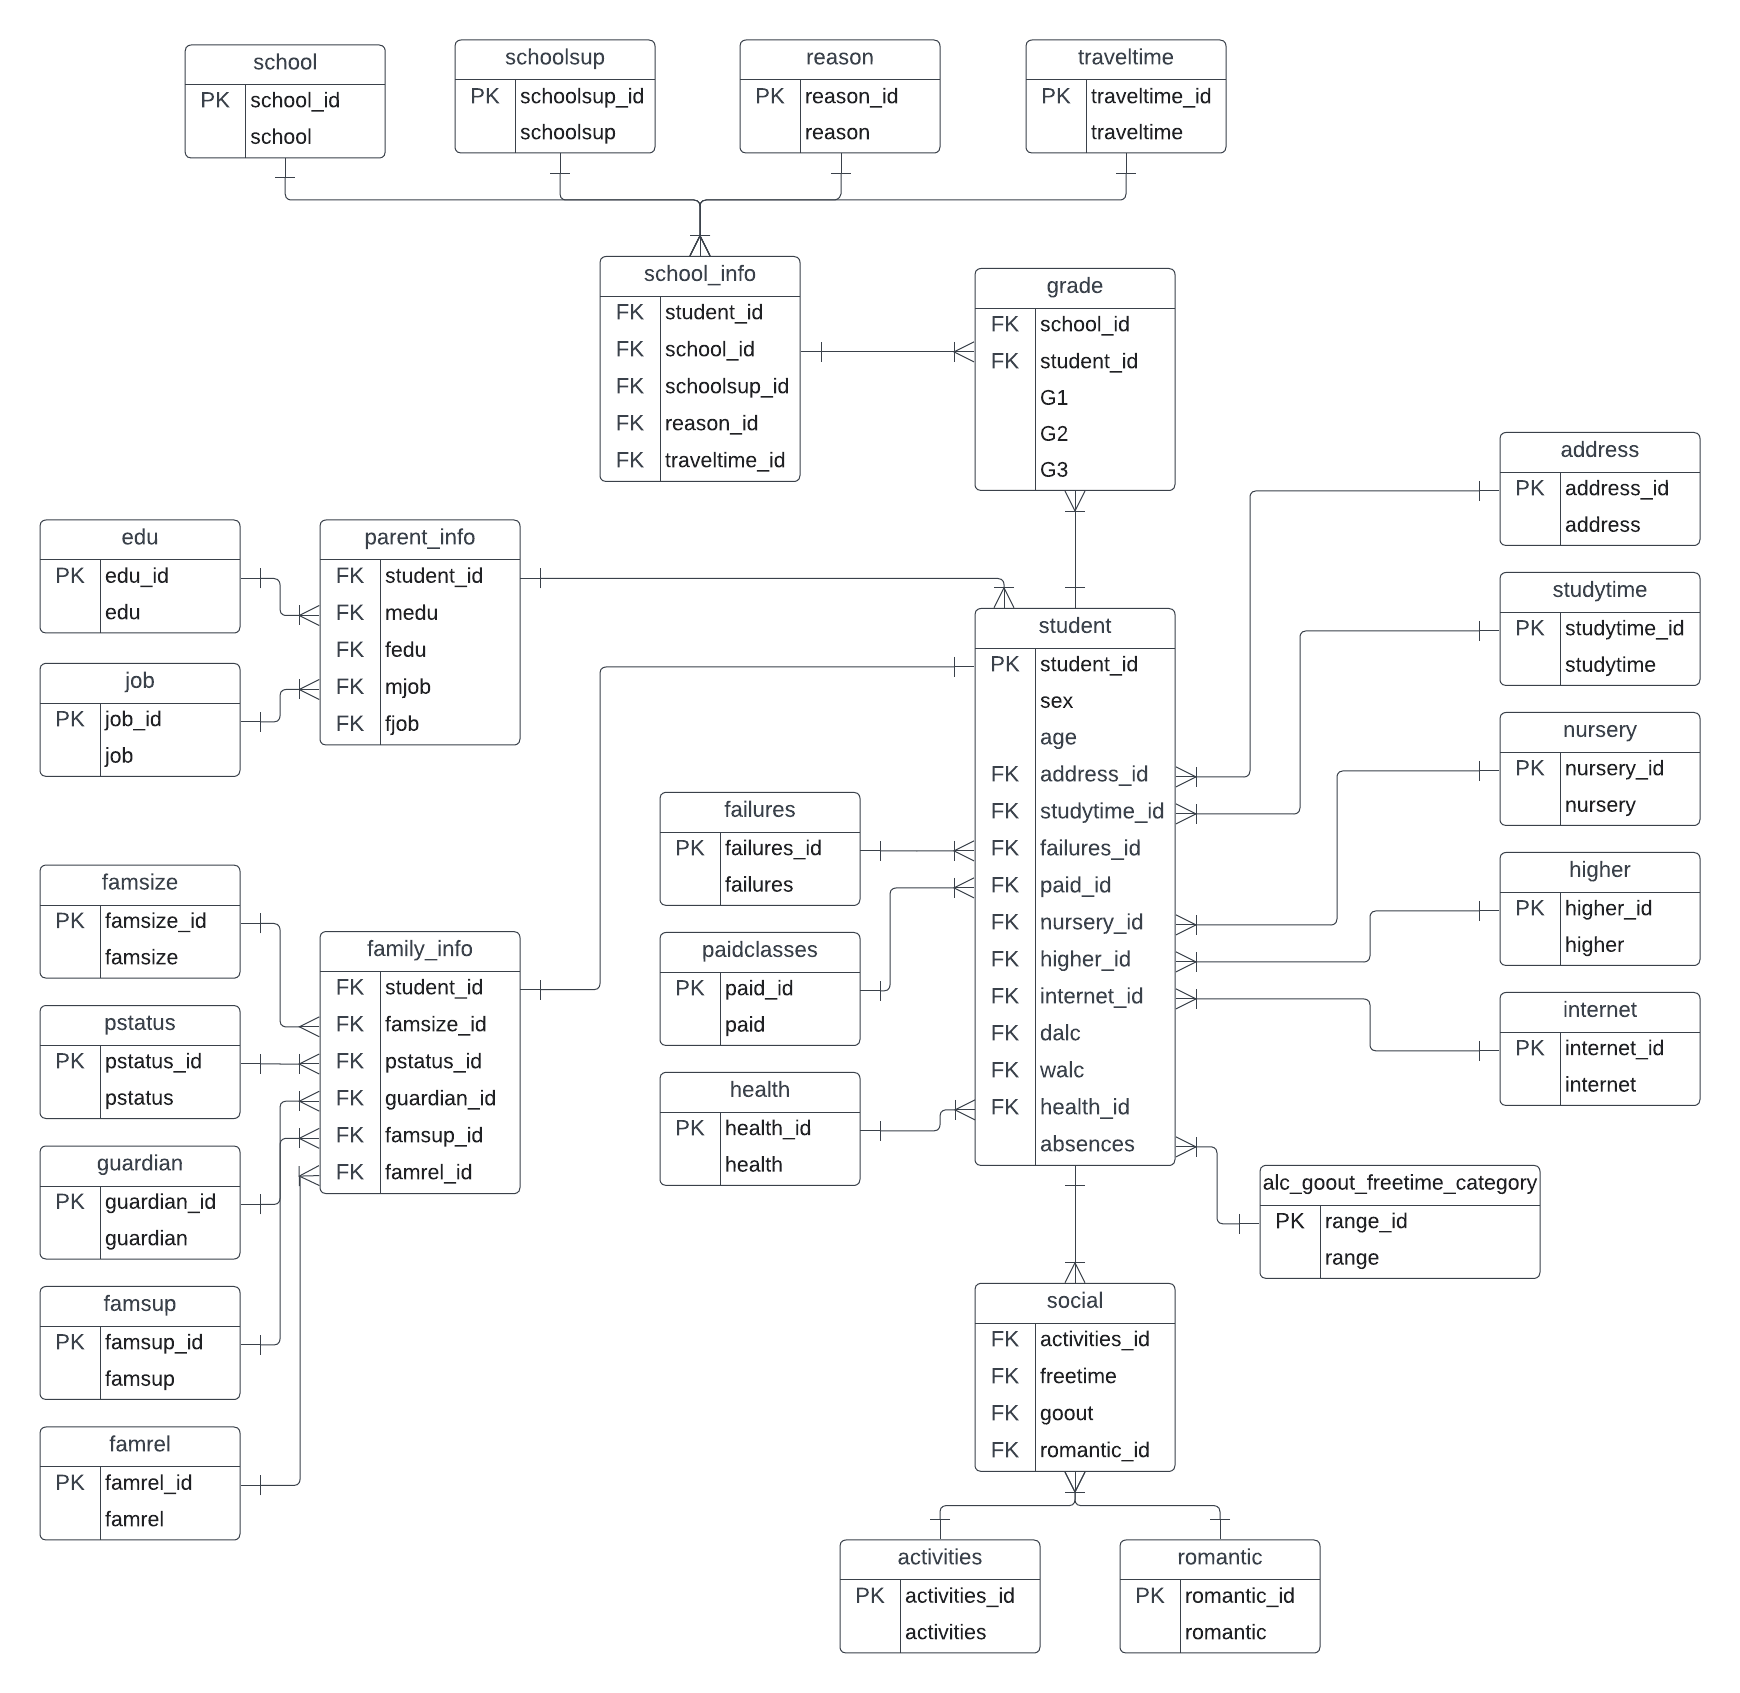 school
PK school_id
school
schoolsup
PK schoolsup_id
schoolsup
reason
PK reason_id
reason
traveltime
PK traveltime_id
traveltime
school_info
FK student_id
FK school_id
FK schoolsup_id
FK reason_id
FK traveltime_id
grade
FK school_id
FK student_id
G1
G2
G3
address
PK address_id
address
edu
PK edu_id
edu
parent_info
FK student_id
FK medu
FK fedu
FK mjob
FK fjob
job
PK job_id
job
student
PK student_id
sex
age
FK address_id
FK studytime_id
FK failures_id
FK paid_id
FK nursery_id
FK higher_id
FK internet_id
FK dalc
FK walc
FK health_id
absences
studytime
PK studytime_id
studytime
nursery
PK nursery_id
nursery
failures
PK failures_id
failures
higher
PK higher_id
higher
famsize
PK famsize_id
famsize
family_info
FK student_id
FK famsize_id
FK pstatus_id
FK guardian_id
FK famsup_id
FK famrel_id
paidclasses
PK paid_id
paid
internet
PK internet_id
internet
pstatus
PK pstatus_id
pstatus
health
PK health_id
health
guardian
PK guardian_id
guardian
alc_goout_freetime_category
PK range_id
range
famsup
PK famsup_id
famsup
social
FK activities_id
FK freetime
FK goout
FK romantic_id
famrel
PK famrel_id
famrel
activities
PK activities_id
activities
romantic
PK romantic_id
romantic